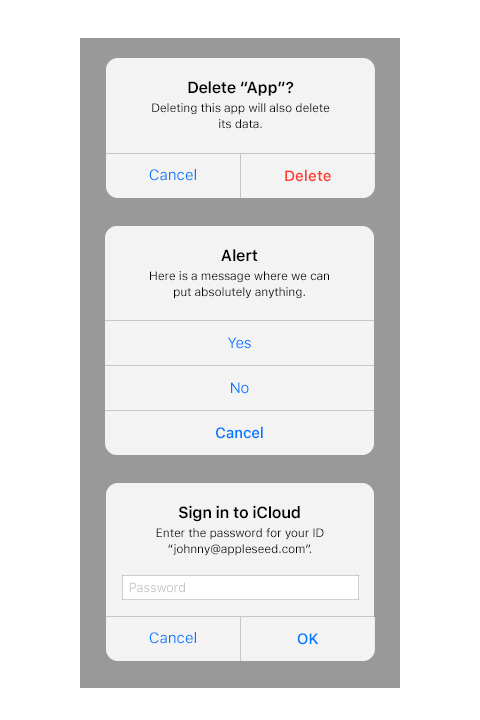 Delete “App”?
Deleting this app will also delete
its data.
Cancel
Delete
Alert
Here is a message where we can
put absolutely anything.
Yes
No
Cancel
Sign in to iCloud
Enter the password for your ID
“johnny@appleseed.com”.
Password
Cancel
OK